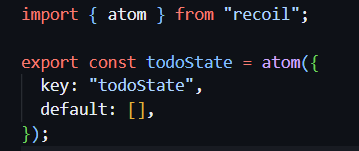 import { atom } from "recoil";
export const todoState = atom({
  key: "todoState",
  default: [],
});